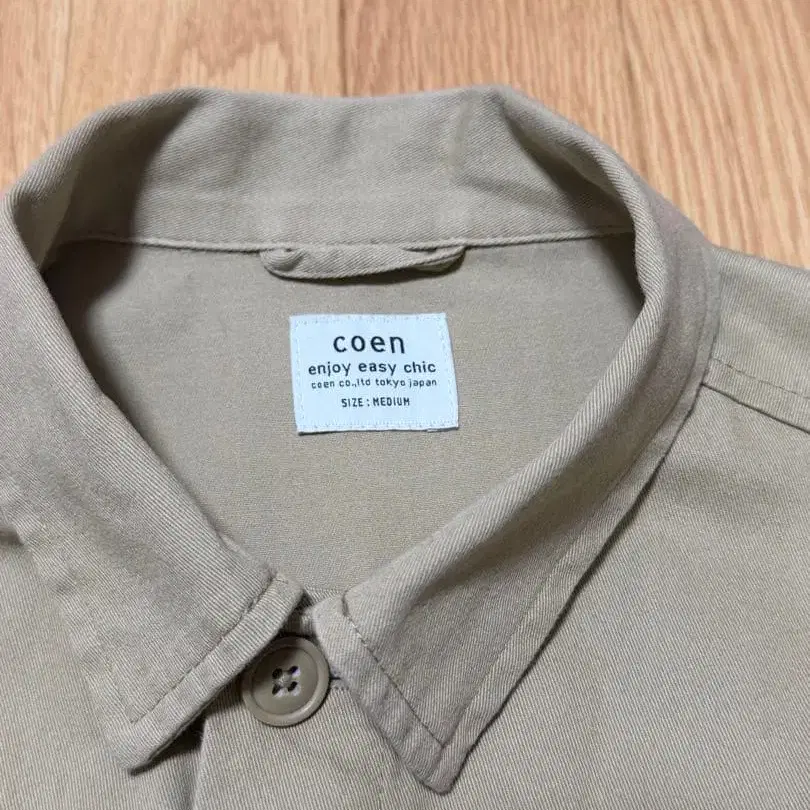 coen
enjoy easy chic
coen co.,ltd tokyo japan
SIZE : MEDIUM